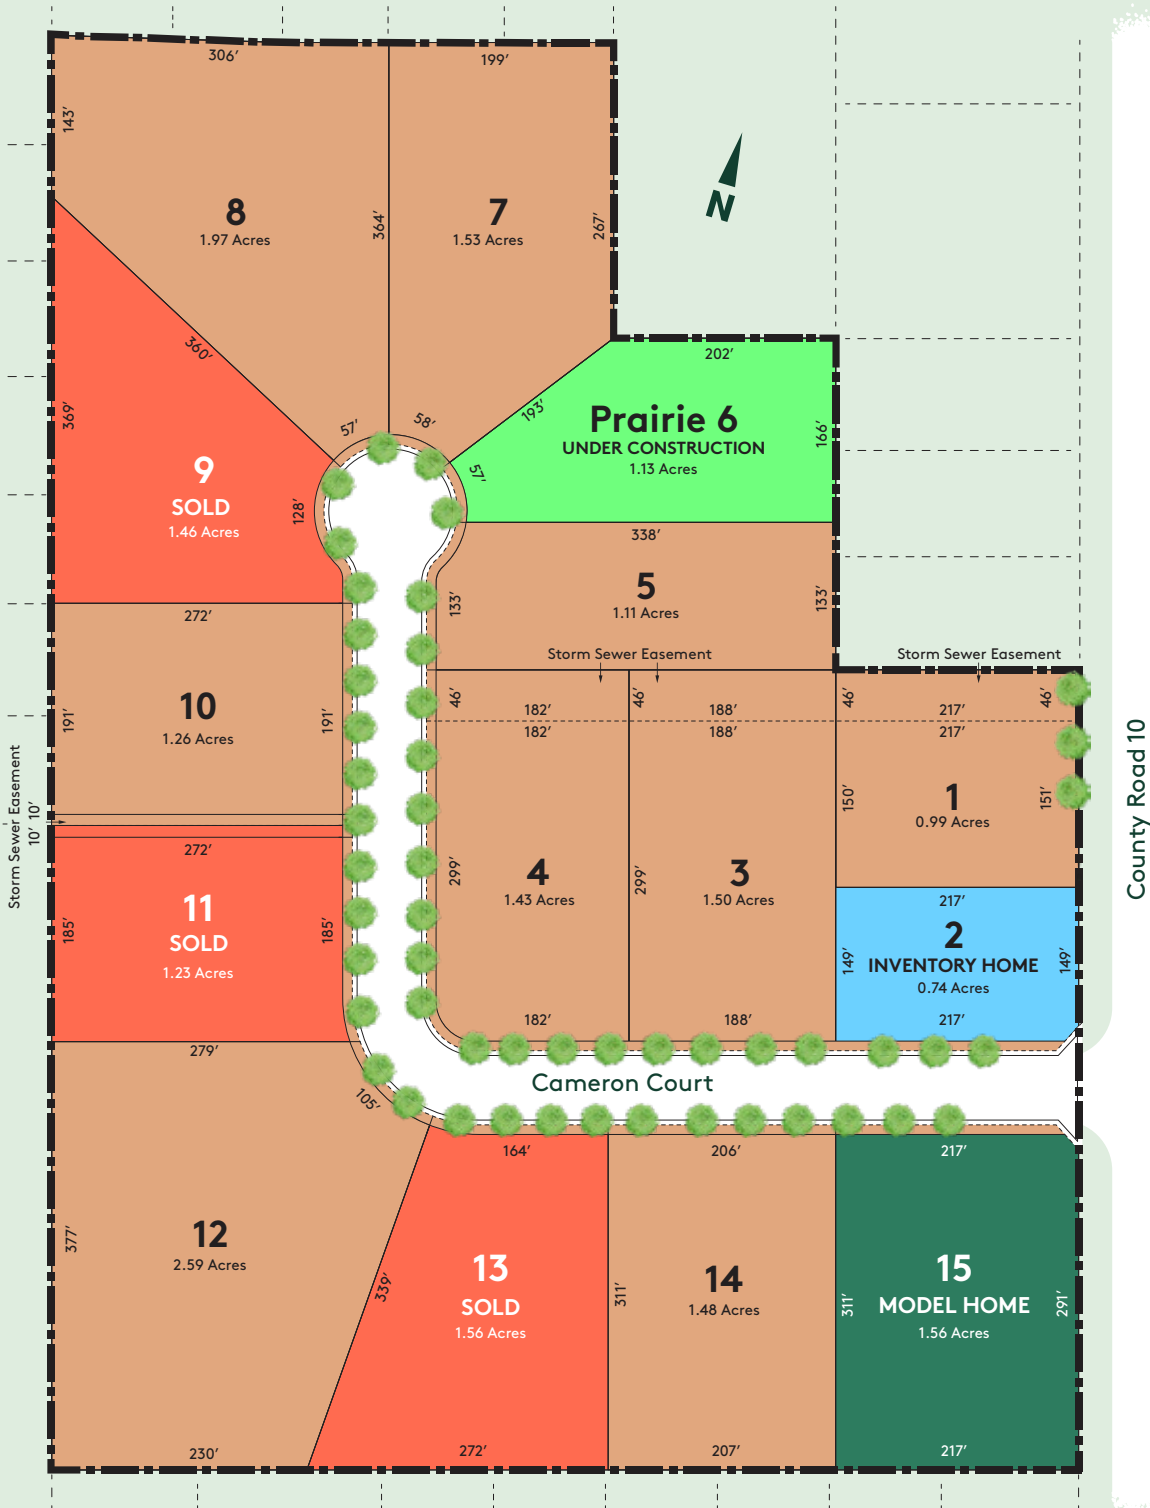 306′
199′
143′
8
1.97 Acres
364′
7
1.53 Acres
267′
N
360′
369′
9
SOLD
1.46 Acres
57′
58′
57′
128′
193′
202′
Prairie 6
UNDER CONSTRUCTION
1.13 Acres
166′
338′
133′
5
1.11 Acres
133′
272′
10
1.26 Acres
191′
191′
Storm Sewer Easement
Storm Sewer Easement
46′
182′
182′
46′
188′
188′
46′
217′
217′
46′
150′
1
0.99 Acres
151′
County Road 10
Storm Sewer Easement
10′ 10′
272′
185′
11
SOLD
1.23 Acres
185′
299′
4
1.43 Acres
299′
3
1.50 Acres
217′
149′
2
INVENTORY HOME
0.74 Acres
149′
182′
188′
217′
Cameron Court
279′
105′
377′
12
2.59 Acres
230′
339′
164′
13
SOLD
1.56 Acres
272′
311′
206′
14
1.48 Acres
207′
311′
217′
15
MODEL HOME
1.56 Acres
291′
217′